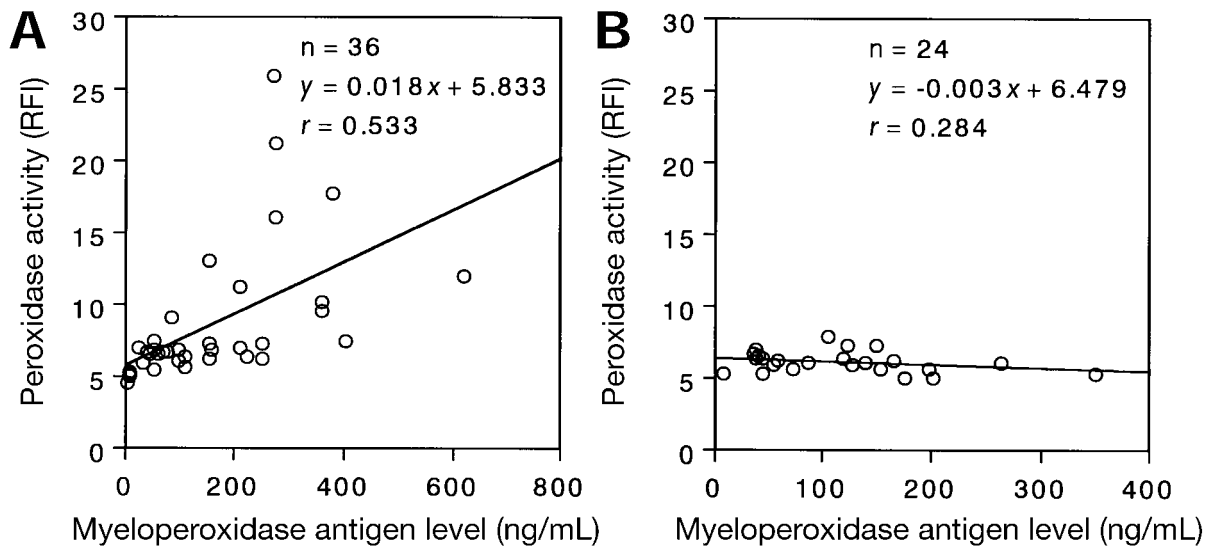 A
Peroxidase activity (RFI)
30
25
20
15
10
5
0
n = 36
y = 0.018x + 5.833
r = 0.533
0 200 400 600 800
Myeloperoxidase antigen level (ng/mL)
B
Peroxidase activity (RFI)
30
25
20
15
10
5
0
n = 24
y = -0.003x + 6.479
r = 0.284
0 100 200 300 400
Myeloperoxidase antigen level (ng/mL)